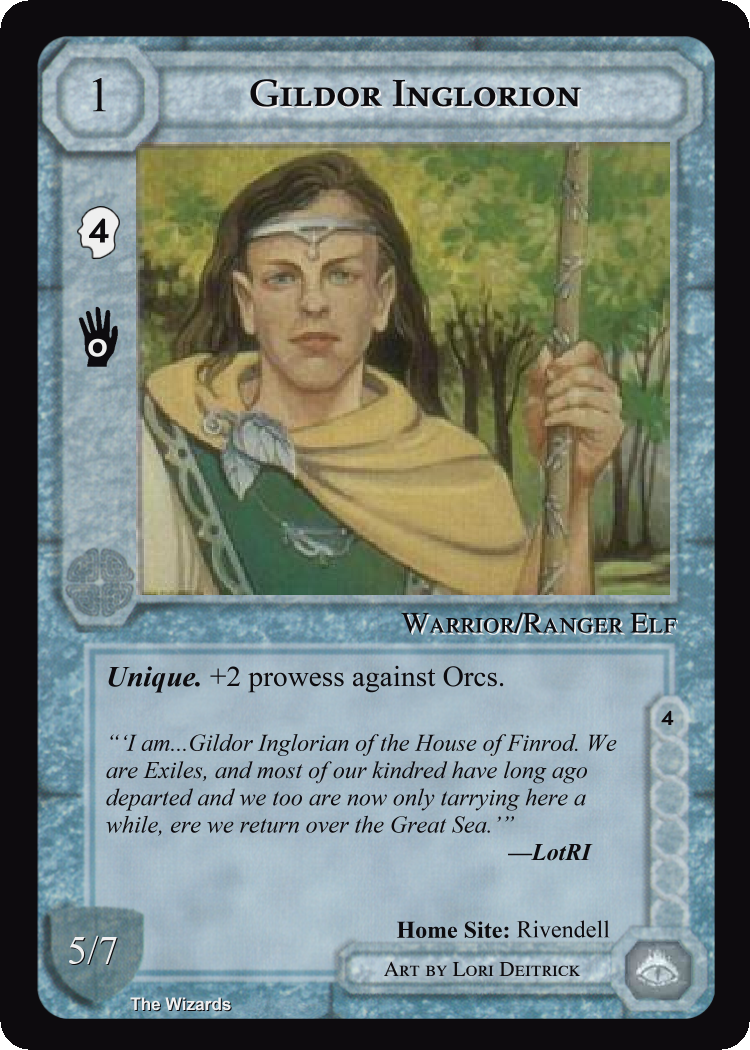 1
Gildor Inglorion
4
0
Warrior/Ranger Elf
Unique. +2 prowess against Orcs.
4
“‘I am...Gildor Inglorian of the House of Finrod. We
are Exiles, and most of our kindred have long ago
departed and we too are now only tarrying here a
while, ere we return over the Great Sea.’”
—LotRI
Home Site: Rivendell
5/7
Art by Lori Deitrick
The Wizards